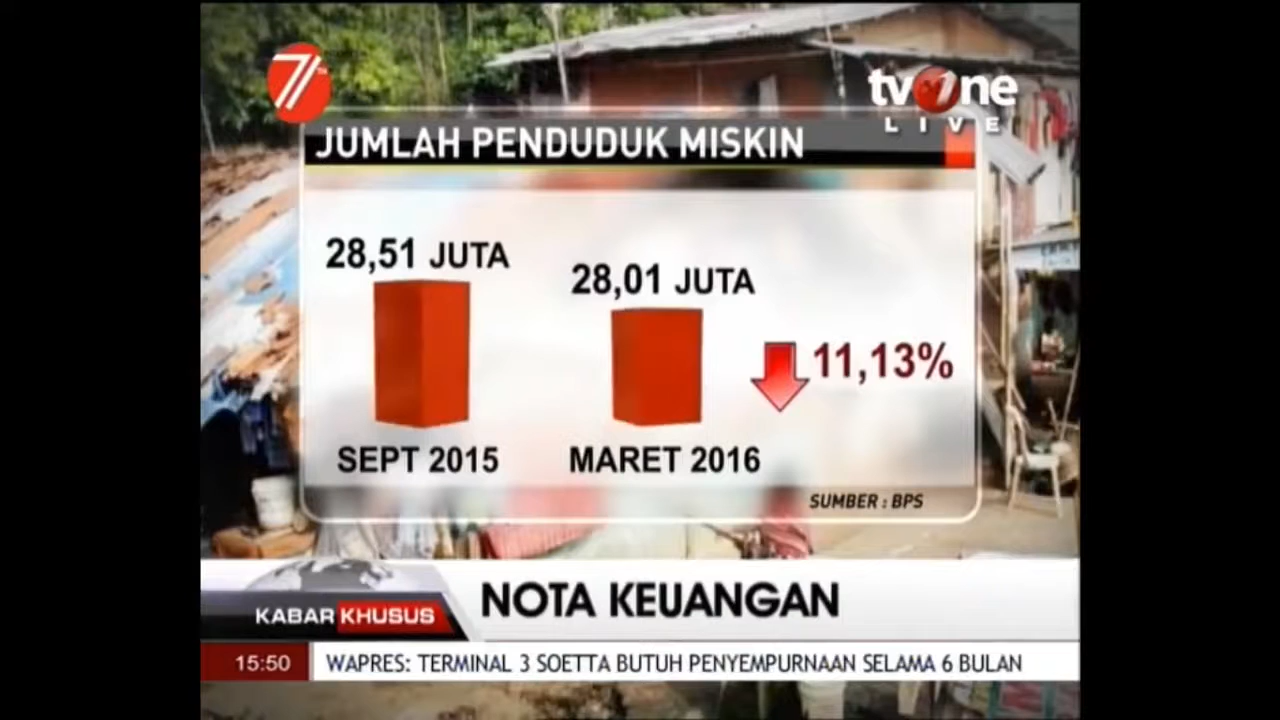 7
tvOne
LIVE
JUMLAH PENDUDUK MISKIN
28,51 JUTA
28,01 JUTA
11,13%
SEPT 2015
MARET 2016
SUMBER : BPS
NOTA KEUANGAN
KABAR KHUSUS
15:50
WAPRES: TERMINAL 3 SOETTA BUTUH PENYEMPURNAAN SELAMA 6 BULAN